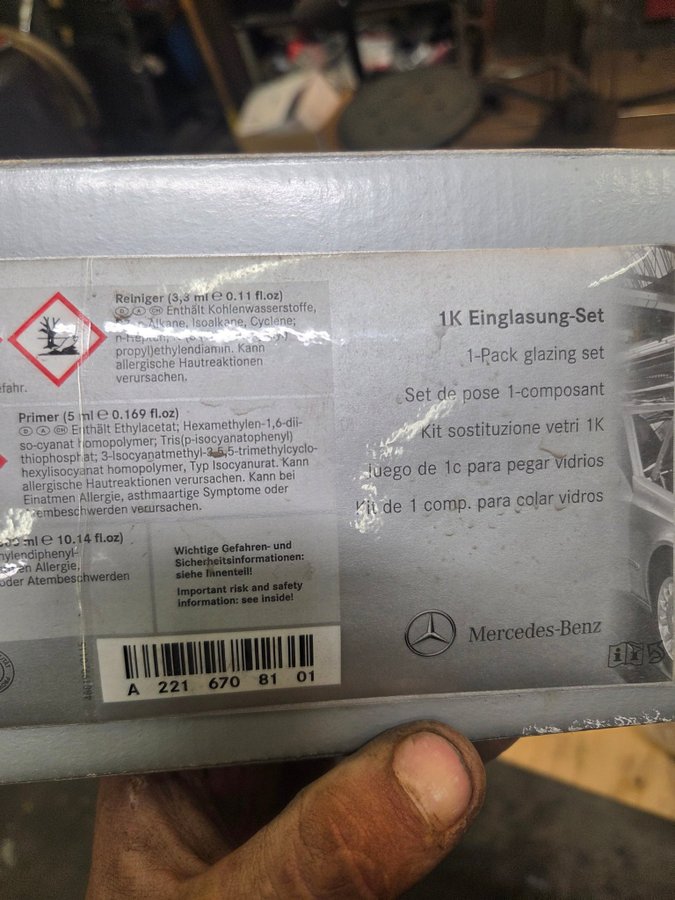 Reiniger (3,3 ml ℮ 0.11 fl.oz)
D A CH Enthält Kohlenwasserstoffe,
Alkane, Isoalkane, Cyclene;
n-Heptan;
propyl)ethylendiamin. Kann
allergische Hautreaktionen
verursachen.
efahr.
Primer (5 ml ℮ 0.169 fl.oz)
D A CH Enthält Ethylacetat; Hexamethylen-1,6-dii-
so-cyanat homopolymer; Tris(p-isocyanatophenyl)
thiophosphat; 3-Isocyanatmethyl-3,5,5-trimethylcyclo-
hexylisocyanat homopolymer, Typ Isocyanurat. Kann
allergische Hautreaktionen verursachen. Kann bei
Einatmen Allergie, asthmaartige Symptome oder
Atembeschwerden verursachen.
ml ℮ 10.14 fl.oz)
hylendiphenyl-
en Allergie,
oder Atembeschwerden
Wichtige Gefahren- und
Sicherheitsinformationen:
siehe Innenteil!
Important risk and safety
information: see inside!
A 221 670 81 01
1K Einglasung-Set
1-Pack glazing set
Set de pose 1-composant
Kit sostituzione vetri 1K
Juego de 1c para pegar vidrios
Kit de 1 comp. para colar vidros
Mercedes-Benz